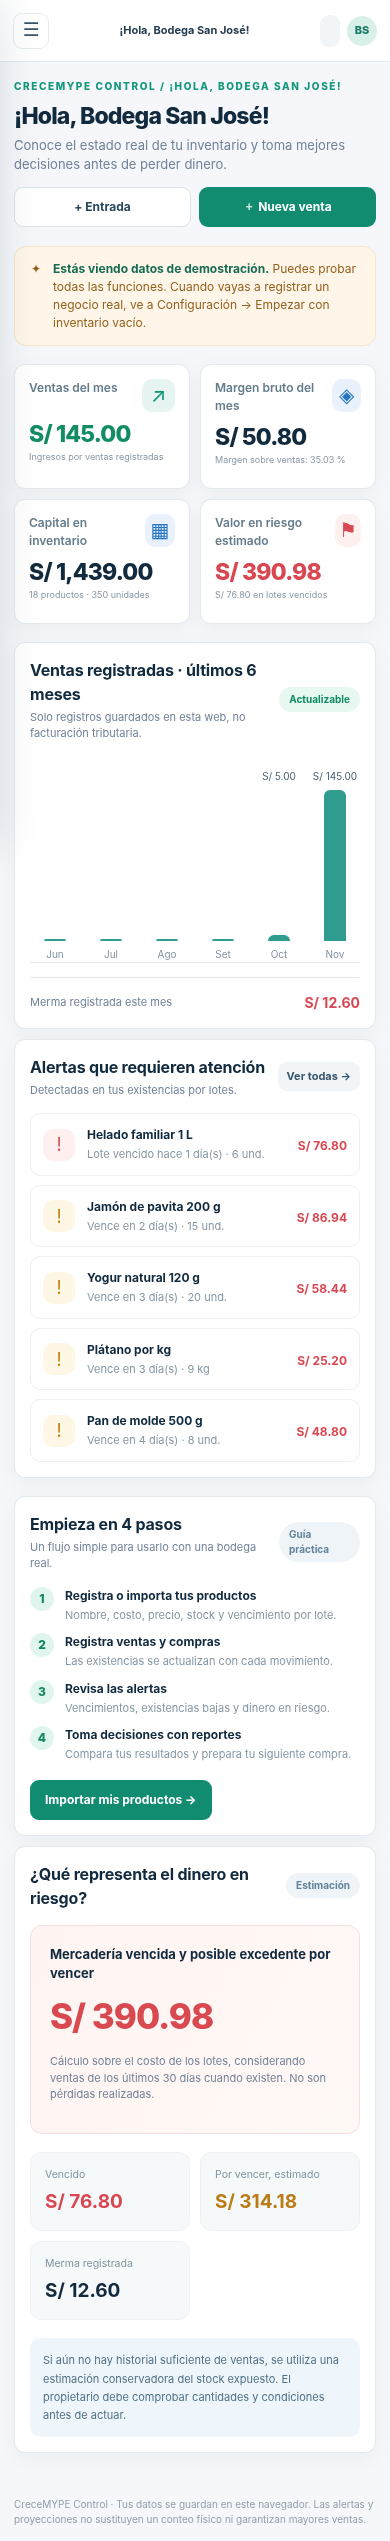 ¡Hola, Bodega San José!
BS
CRECEMYPE CONTROL / ¡HOLA, BODEGA SAN JOSÉ!
¡Hola, Bodega San José!
Conoce el estado real de tu inventario y toma mejores
decisiones antes de perder dinero.
+ Entrada
+ Nueva venta
Estás viendo datos de demostración. Puedes probar
todas las funciones. Cuando vayas a registrar un
negocio real, ve a Configuración → Empezar con
inventario vacío.
Ventas del mes
S/ 145.00
Ingresos por ventas registradas
Margen bruto del
mes
S/ 50.80
Margen sobre ventas: 35.03 %
Capital en
inventario
S/ 1,439.00
18 productos · 350 unidades
Valor en riesgo
estimado
S/ 390.98
S/ 76.80 en lotes vencidos
Ventas registradas · últimos 6
meses
Solo registros guardados en esta web, no
facturación tributaria.
Actualizable
S/ 5.00 S/ 145.00
Jun Jul Ago Set Oct Nov
Merma registrada este mes S/ 12.60
Alertas que requieren atención
Detectadas en tus existencias por lotes.
Ver todas →
! Helado familiar 1 L
Lote vencido hace 1 día(s) · 6 und.
S/ 76.80
! Jamón de pavita 200 g
Vence en 2 día(s) · 15 und.
S/ 86.94
! Yogur natural 120 g
Vence en 3 día(s) · 20 und.
S/ 58.44
! Plátano por kg
Vence en 3 día(s) · 9 kg
S/ 25.20
! Pan de molde 500 g
Vence en 4 día(s) · 8 und.
S/ 48.80
Empieza en 4 pasos
Un flujo simple para usarlo con una bodega
real.
Guía
práctica
1 Registra o importa tus productos
Nombre, costo, precio, stock y vencimiento por lote.
2 Registra ventas y compras
Las existencias se actualizan con cada movimiento.
3 Revisa las alertas
Vencimientos, existencias bajas y dinero en riesgo.
4 Toma decisiones con reportes
Compara tus resultados y prepara tu siguiente compra.
Importar mis productos →
¿Qué representa el dinero en
riesgo?
Estimación
Mercadería vencida y posible excedente por
vencer
S/ 390.98
Cálculo sobre el costo de los lotes, considerando
ventas de los últimos 30 días cuando existen. No son
pérdidas realizadas.
Vencido
S/ 76.80
Por vencer, estimado
S/ 314.18
Merma registrada
S/ 12.60
Si aún no hay historial suficiente de ventas, se utiliza una
estimación conservadora del stock expuesto. El
propietario debe comprobar cantidades y condiciones
antes de actuar.
CreceMYPE Control · Tus datos se guardan en este navegador. Las alertas y
proyecciones no sustituyen un conteo físico ni garantizan mayores ventas.